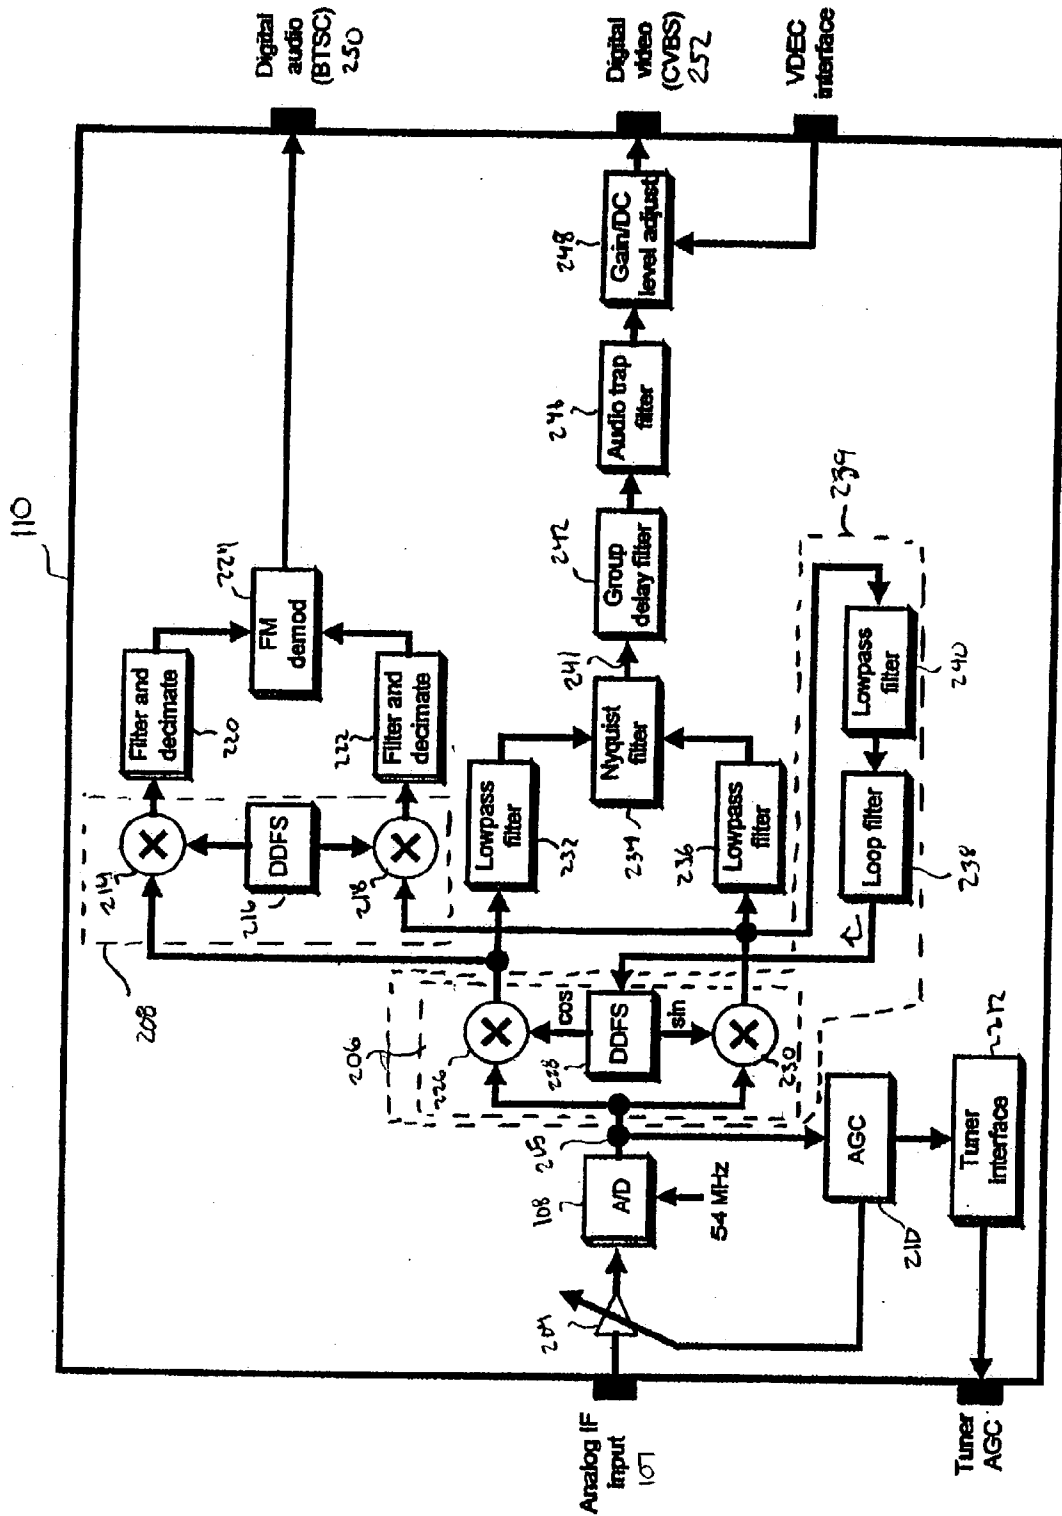 110
Digital
audio
(BTSC)
250
Digital
video
(CVBS)
252
VDEC
interface
214
208
DDFS
216
218
Filter and
decimate
220
222
Filter and
decimate
FM
demod
224
206
226
cos
DDFS
228
sin
230
Lowpass
filter
232
Nyquist
filter
234
236
Lowpass
filter
241
Group
delay filter
242
Audio trap
filter
246
Gain/DC
level adjust
248
239
Lowpass
filter
240
Loop filter
238
Analog IF
input
107
204
A/D
108
215
54 MHz
AGC
210
Tuner
interface
212
Tuner
AGC